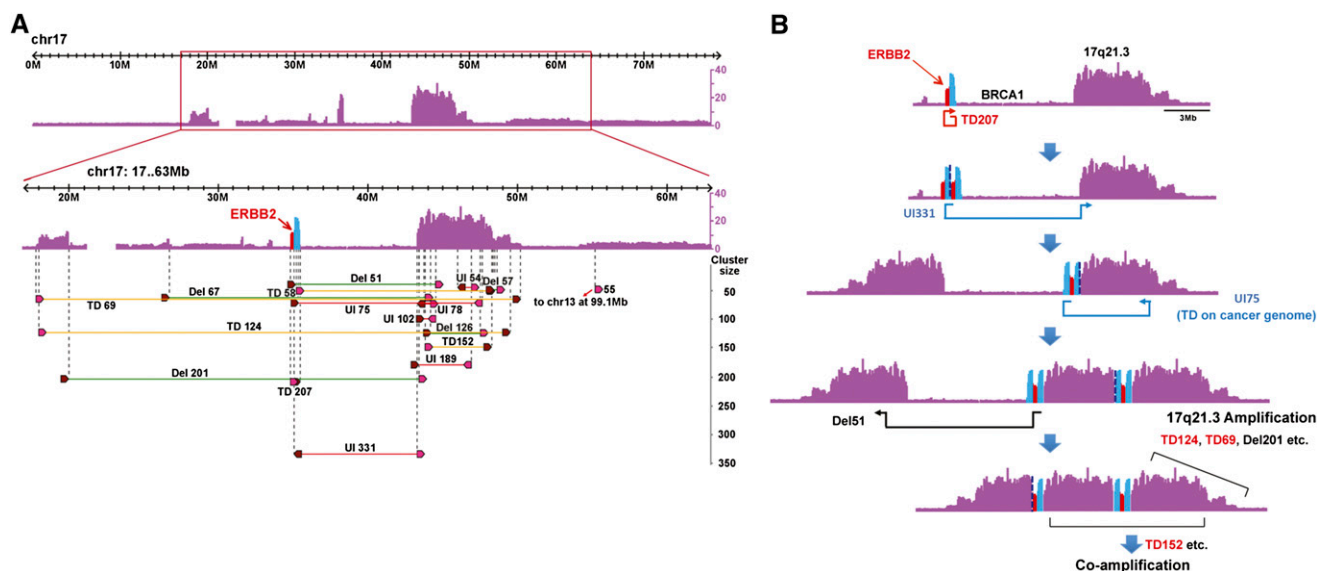 A
chr17
0M 10M 20M 30M 40M 50M 60M 70M
40
20
0
chr17: 17..63Mb
20M 30M 40M 50M
ERBB2
40
20
0
Cluster size
Del 51
UI 54
Del 57
55
to chr13 at 99.1Mb
50
Del 67
TD 58
TD 69
UI 75
UI 78
UI 102
100
TD 124
Del 126
TD152
150
UI 189
Del 201
200
TD 207
250
300
UI 331
350
B
ERBB2
17q21.3
BRCA1
TD207
3Mb
UI331
UI75
(TD on cancer genome)
Del51
17q21.3 Amplification
TD124, TD69, Del201 etc.
TD152 etc.
Co-amplification